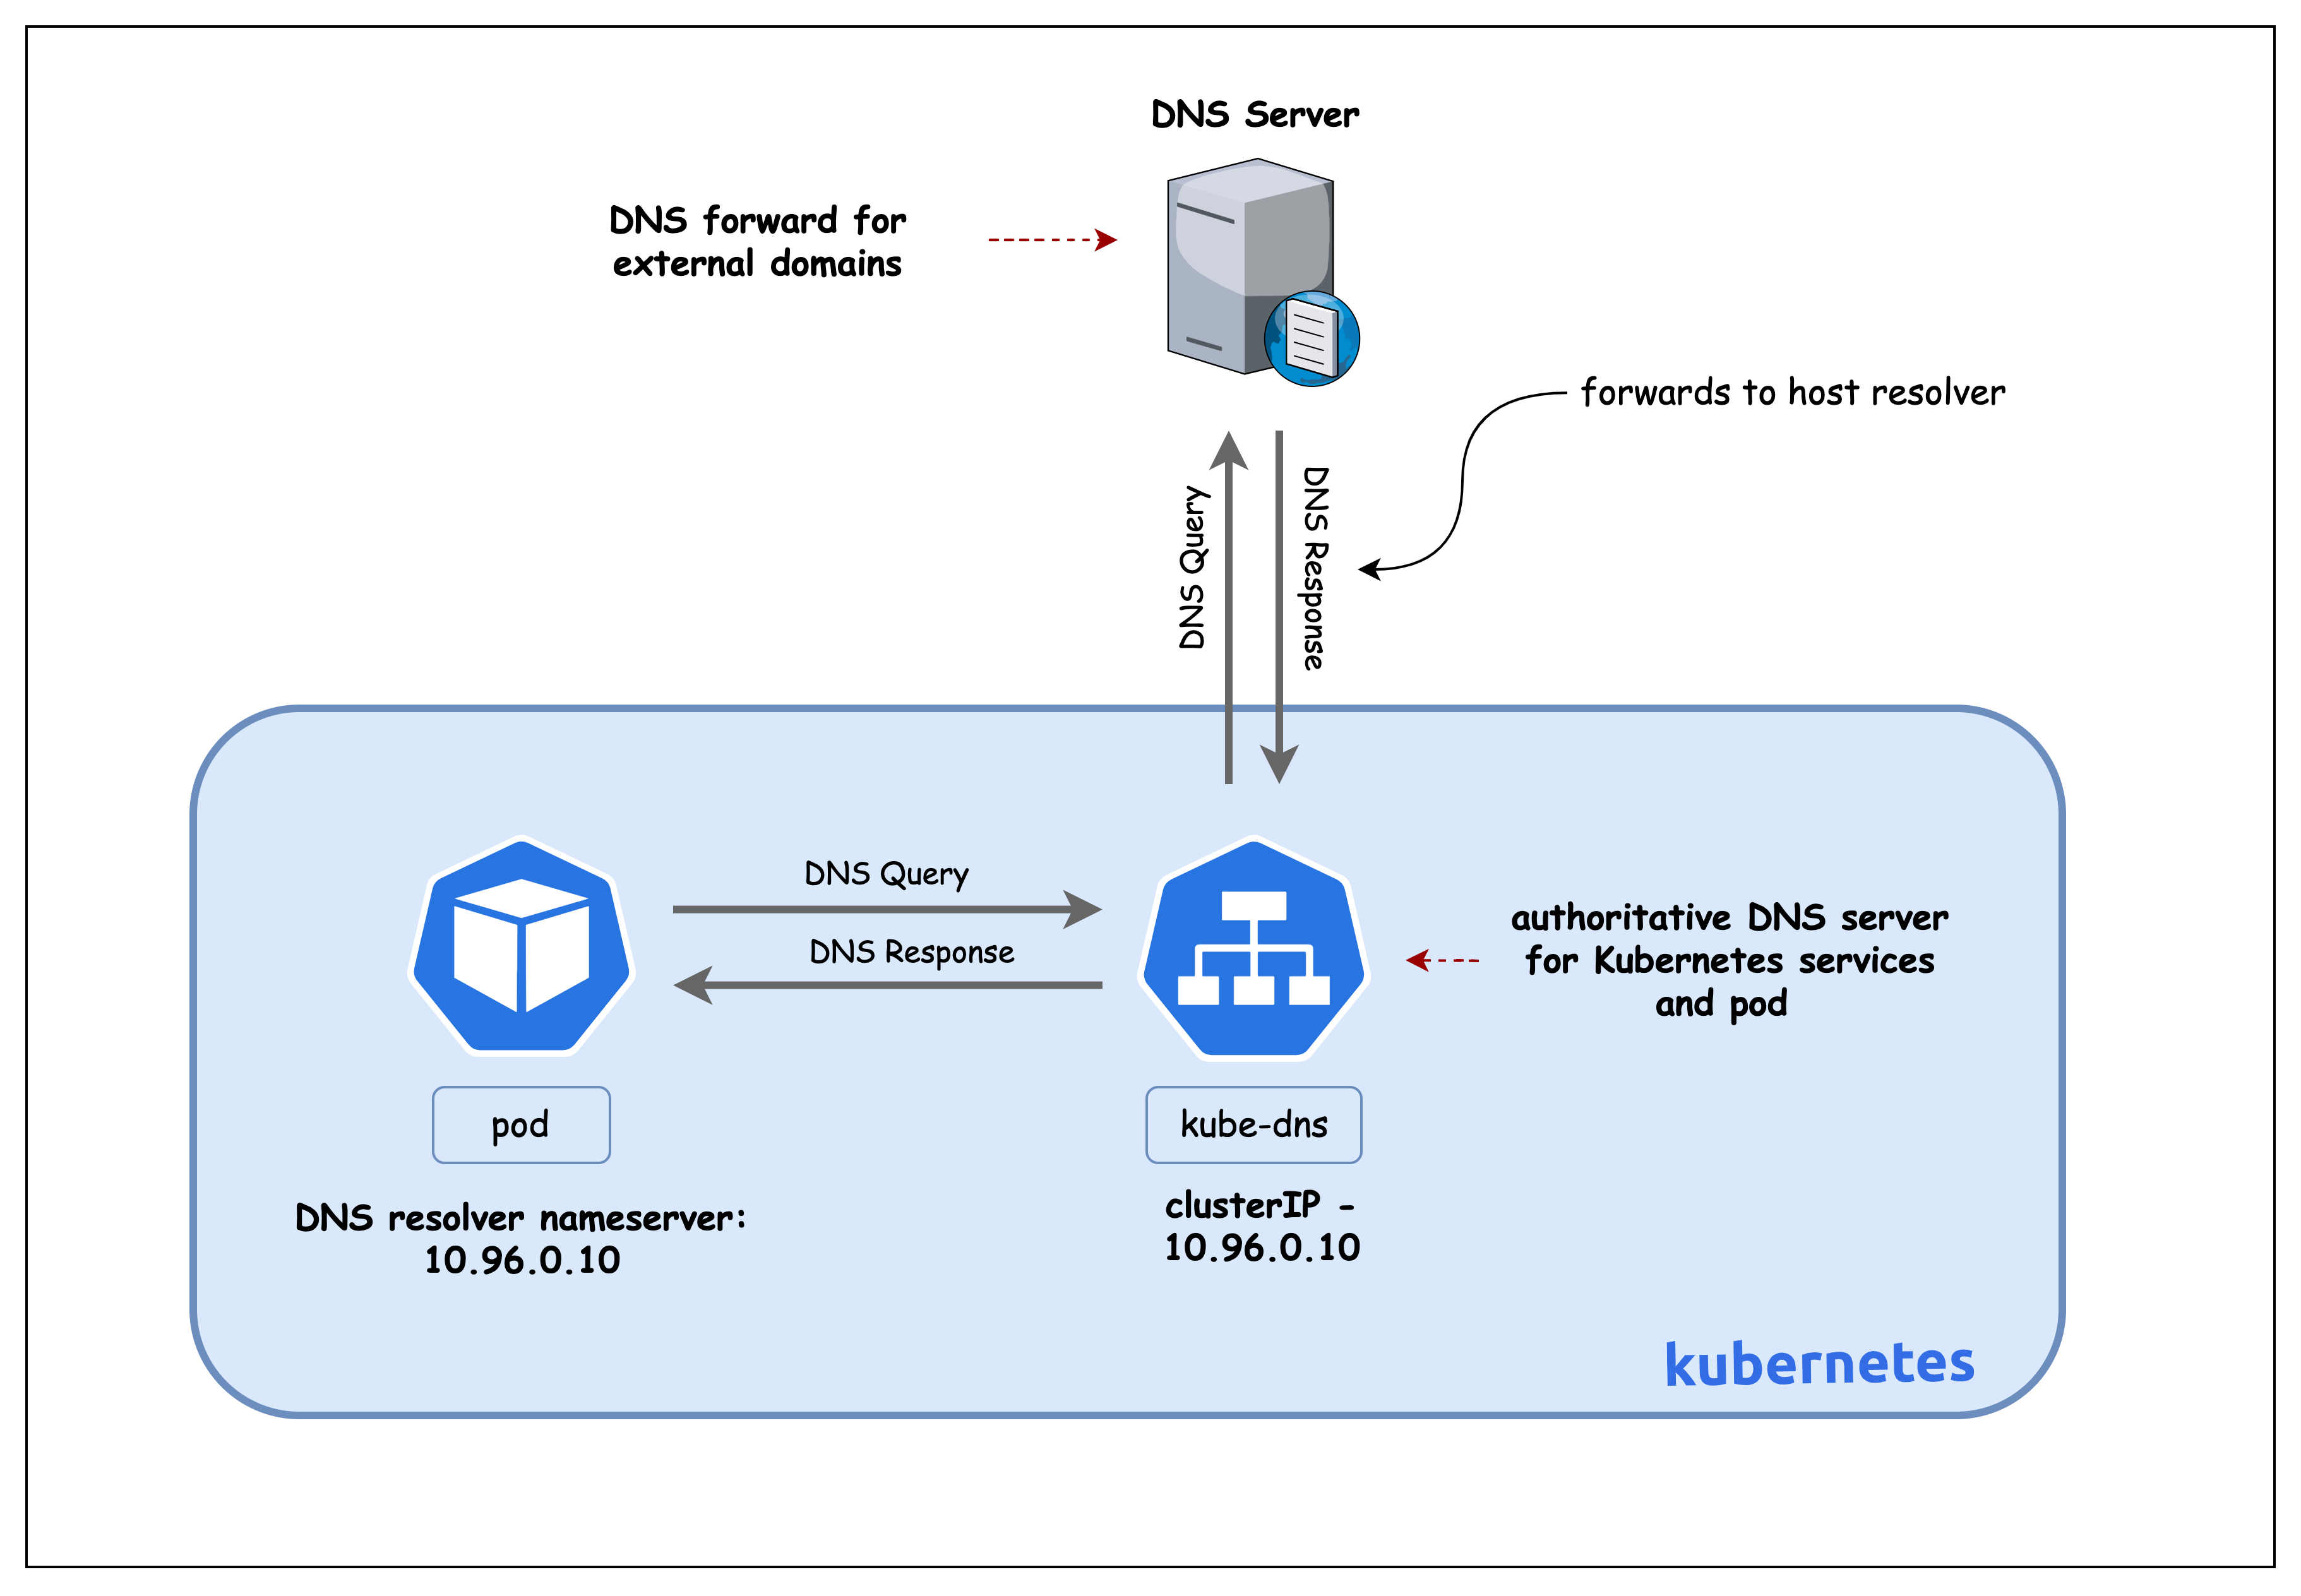 DNS Server
DNS forward for
external domains
forwards to host resolver
DNS Query
DNS Response
DNS Query
DNS Response
authoritative DNS server
for Kubernetes services
and pod
pod
kube-dns
DNS resolver nameserver:
10.96.0.10
clusterIP -
10.96.0.10
kubernetes